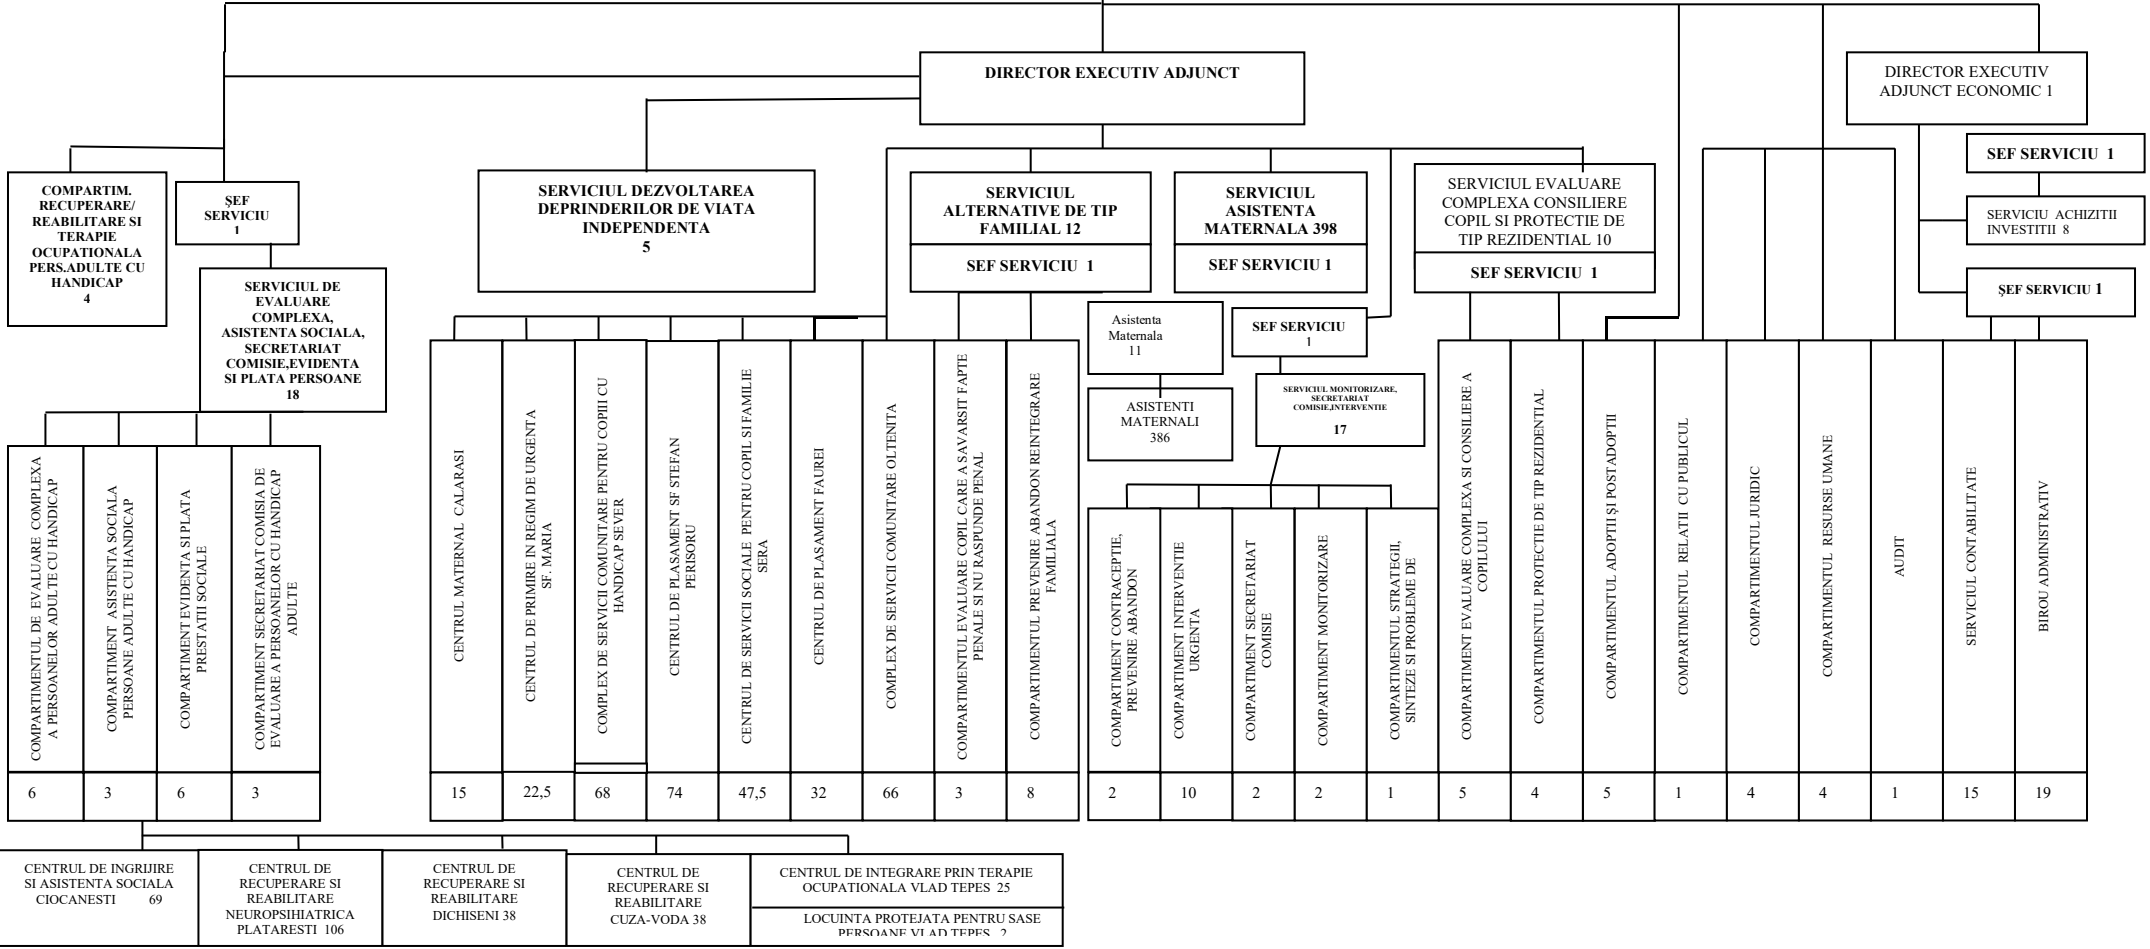 DIRECTOR EXECUTIV ADJUNCT
DIRECTOR EXECUTIV
ADJUNCT ECONOMIC 1
SEF SERVICIU 1
SERVICIU ACHIZITII
INVESTITII 8
ŞEF SERVICIU 1
COMPARTIM.
RECUPERARE/
REABILITARE SI
TERAPIE
OCUPATIONALA
PERS.ADULTE CU
HANDICAP
4
ŞEF
SERVICIU
1
SERVICIUL DE
EVALUARE
COMPLEXA,
ASISTENTA SOCIALA,
SECRETARIAT
COMISIE,EVIDENTA
SI PLATA PERSOANE
18
SERVICIUL DEZVOLTAREA
DEPRINDERILOR DE VIATA
INDEPENDENTA
5
SERVICIUL
ALTERNATIVE DE TIP
FAMILIAL 12
SEF SERVICIU 1
SERVICIUL
ASISTENTA
MATERNALA 398
SEF SERVICIU 1
SERVICIUL EVALUARE
COMPLEXA CONSILIERE
COPIL SI PROTECTIE DE
TIP REZIDENTIAL 10
SEF SERVICIU 1
Asistenta
Maternala
11
ASISTENTI
MATERNALI
386
SEF SERVICIU
1
SERVICIUL MONITORIZARE,
SECRETARIAT
COMISIE,INTERVENTIE
17
COMPARTIMENTUL DE EVALUARE COMPLEXA
A PERSOANELOR ADULTE CU HANDICAP
6
COMPARTIMENT ASISTENTA SOCIALA
PERSOANE ADULTE CU HANDICAP
3
COMPARTIMENT EVIDENTA SI PLATA
PRESTATII SOCIALE
6
COMPARTIMENT SECRETARIAT COMISIA DE
EVALUARE A PERSOANELOR CU HANDICAP
ADULTE
3
CENTRUL MATERNAL CALARASI
15
CENTRUL DE PRIMIRE IN REGIM DE URGENTA
SF. MARIA
22,5
COMPLEX DE SERVICII COMUNITARE PENTRU COPIII CU
HANDICAP SEVER
68
CENTRUL DE PLASAMENT SF STEFAN
PERISORU
74
CENTRUL DE SERVICII SOCIALE PENTRU COPIL SI FAMILIE
SERA
47,5
CENTRUL DE PLASAMENT FAUREI
32
COMPLEX DE SERVICII COMUNITARE OLTENITA
66
COMPARTIMENTUL EVALUARE COPIL CARE A SAVARSIT FAPTE
PENALE SI NU RASPUNDE PENAL
3
COMPARTIMENTUL PREVENIRE ABANDON REINTEGRARE
FAMILIALA
8
COMPARTIMENT CONTRACEPTIE,
PREVENIRE ABANDON
2
COMPARTIMENT INTERVENTIE
URGENTA
10
COMPARTIMENT SECRETARIAT
COMISIE
2
COMPARTIMENT MONITORIZARE
2
COMPARTIMENTUL STRATEGII,
SINTEZE SI PROBLEME DE
1
COMPARTIMENT EVALUARE COMPLEXA SI CONSILIERE A
COPILULUI
5
COMPARTIMENTUL PROTECTIE DE TIP REZIDENTIAL
4
COMPARTIMENTUL ADOPTII ŞI POSTADOPTII
5
COMPARTIMENTUL RELATII CU PUBLICUL
1
COMPARTIMENTUL JURIDIC
4
COMPARTIMENTUL RESURSE UMANE
4
AUDIT
1
SERVICIUL CONTABILITATE
15
BIROU ADMINISTRATIV
19
CENTRUL DE INGRIJIRE
SI ASISTENTA SOCIALA
CIOCANESTI 69
CENTRUL DE
RECUPERARE SI
REABILITARE
NEUROPSIHIATRICA
PLATARESTI 106
CENTRUL DE
RECUPERARE SI
REABILITARE
DICHISENI 38
CENTRUL DE
RECUPERARE SI
REABILITARE
CUZA-VODA 38
CENTRUL DE INTEGRARE PRIN TERAPIE
OCUPATIONALA VLAD TEPES 25
LOCUINTA PROTEJATA PENTRU SASE
PERSOANE VLAD TEPES 2